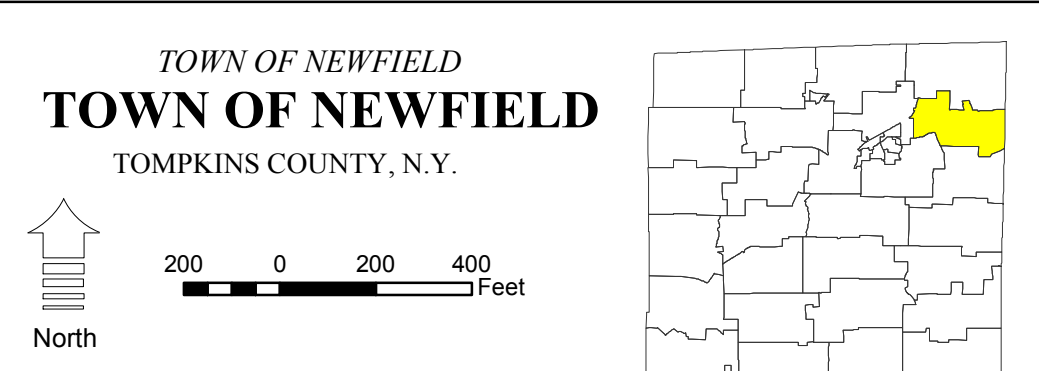 TOWN OF NEWFIELD
TOWN OF NEWFIELD
TOMPKINS COUNTY, N.Y.
200 0 200 400
Feet
North